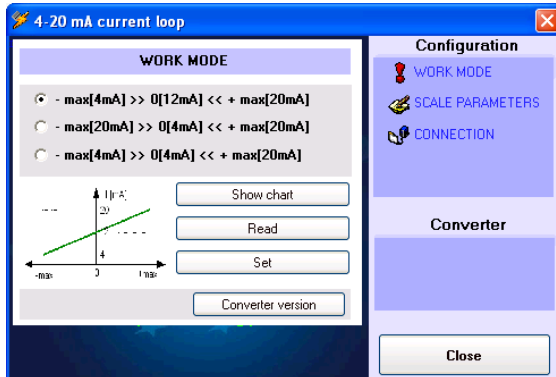 4-20 mA current loop
WORK MODE
- max[4mA] >> 0[12mA] << + max[20mA]
- max[20mA] >> 0[4mA] << + max[20mA]
- max[4mA] >> 0[4mA] << + max[20mA]
Show chart
Read
Set
20
4
-max
0
Converter version
Configuration
WORK MODE
SCALE PARAMETERS
CONNECTION
Converter
Close